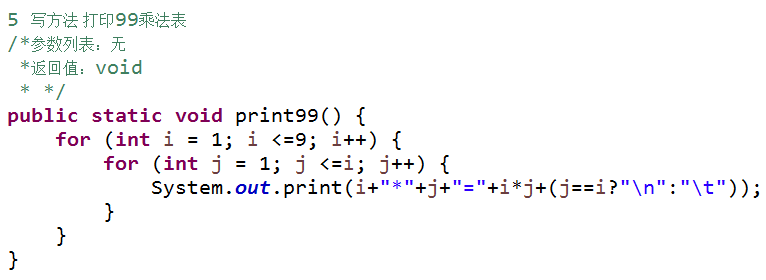 5 写方法 打印99乘法表
/*参数列表：无
 *返回值：void
 * */
public static void print99() {
    for (int i = 1; i <=9; i++) {
        for (int j = 1; j <=i; j++) {
            System.out.print(i+"*"+j+"="+i*j+(j==i?"\n":"\t"));
        }
    }
}